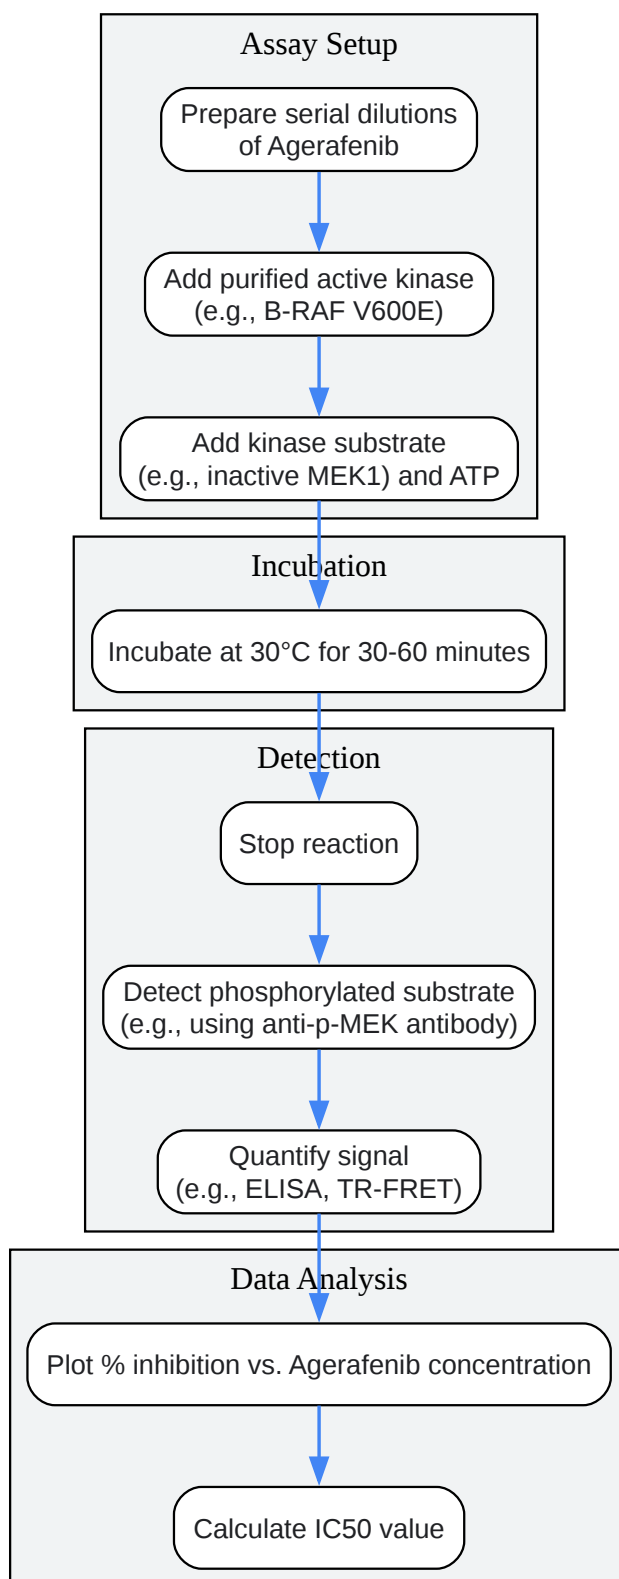 Assay Setup
Prepare serial dilutions
of Agerafenib
Add purified active kinase
(e.g., B-RAF V600E)
Add kinase substrate
(e.g., inactive MEK1) and ATP
Incubation
Incubate at 30°C for 30-60 minutes
Detection
Stop reaction
Detect phosphorylated substrate
(e.g., using anti-p-MEK antibody)
Quantify signal
(e.g., ELISA, TR-FRET)
Data Analysis
Plot % inhibition vs. Agerafenib concentration
Calculate IC50 value